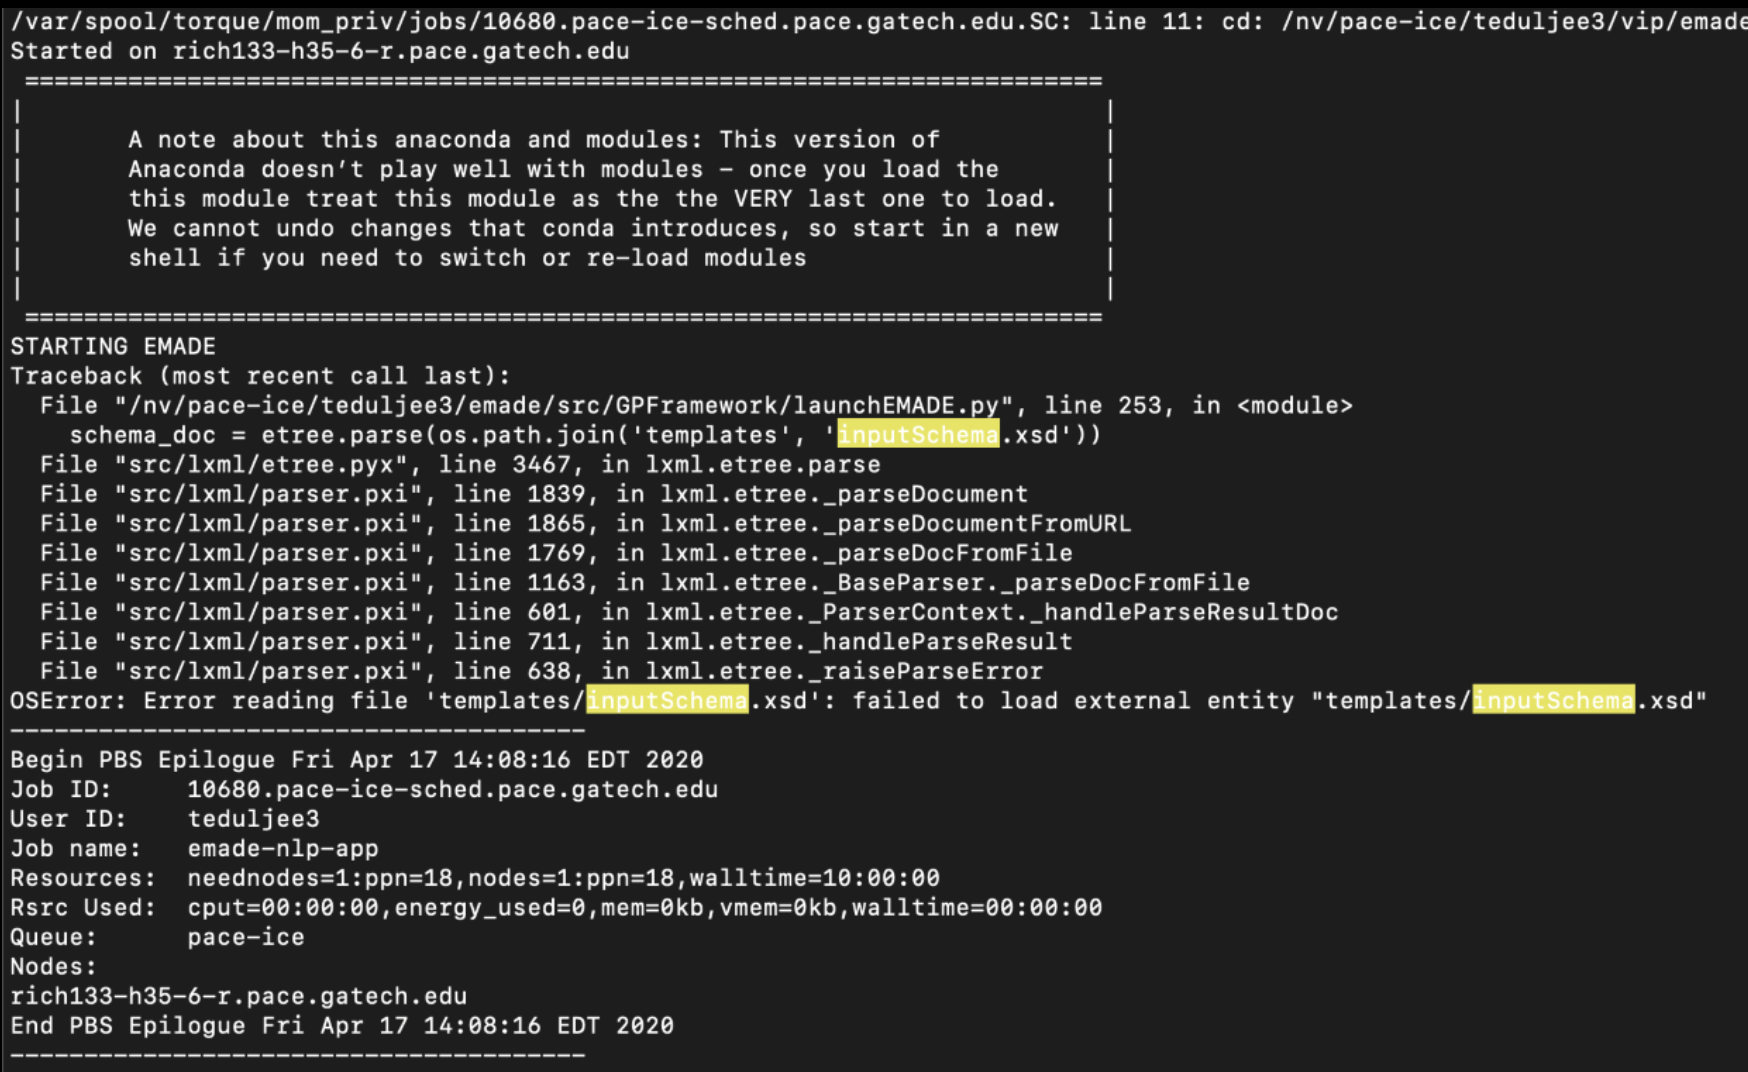 /var/spool/torque/mom_priv/jobs/10680.pace-ice-sched.pace.gatech.edu.SC: line 11: cd: /nv/pace-ice/teduljee3/vip/emade
Started on rich133-h35-6-r.pace.gatech.edu
=========================================================================
|                                                                          |
|       A note about this anaconda and modules: This version of            |
|       Anaconda doesn’t play well with modules – once you load the        |
|       this module treat this module as the the VERY last one to load.    |
|       We cannot undo changes that conda introduces, so start in a new    |
|       shell if you need to switch or re-load modules                     |
|                                                                          |
=========================================================================
STARTING EMADE
Traceback (most recent call last):
  File "/nv/pace-ice/teduljee3/emade/src/GPFramework/launchEMADE.py", line 253, in <module>
    schema_doc = etree.parse(os.path.join('templates', 'inputSchema.xsd'))
  File "src/lxml/etree.pyx", line 3467, in lxml.etree.parse
  File "src/lxml/parser.pxi", line 1839, in lxml.etree._parseDocument
  File "src/lxml/parser.pxi", line 1865, in lxml.etree._parseDocumentFromURL
  File "src/lxml/parser.pxi", line 1769, in lxml.etree._parseDocFromFile
  File "src/lxml/parser.pxi", line 1163, in lxml.etree._BaseParser._parseDocFromFile
  File "src/lxml/parser.pxi", line 601, in lxml.etree._ParserContext._handleParseResultDoc
  File "src/lxml/parser.pxi", line 711, in lxml.etree._handleParseResult
  File "src/lxml/parser.pxi", line 638, in lxml.etree._raiseParseError
OSError: Error reading file 'templates/inputSchema.xsd': failed to load external entity "templates/inputSchema.xsd"
---------------------------------------
Begin PBS Epilogue Fri Apr 17 14:08:16 EDT 2020
Job ID:     10680.pace-ice-sched.pace.gatech.edu
User ID:    teduljee3
Job name:   emade-nlp-app
Resources:  neednodes=1:ppn=18,nodes=1:ppn=18,walltime=10:00:00
Rsrc Used:  cput=00:00:00,energy_used=0,mem=0kb,vmem=0kb,walltime=00:00:00
Queue:      pace-ice
Nodes:
rich133-h35-6-r.pace.gatech.edu
End PBS Epilogue Fri Apr 17 14:08:16 EDT 2020
---------------------------------------